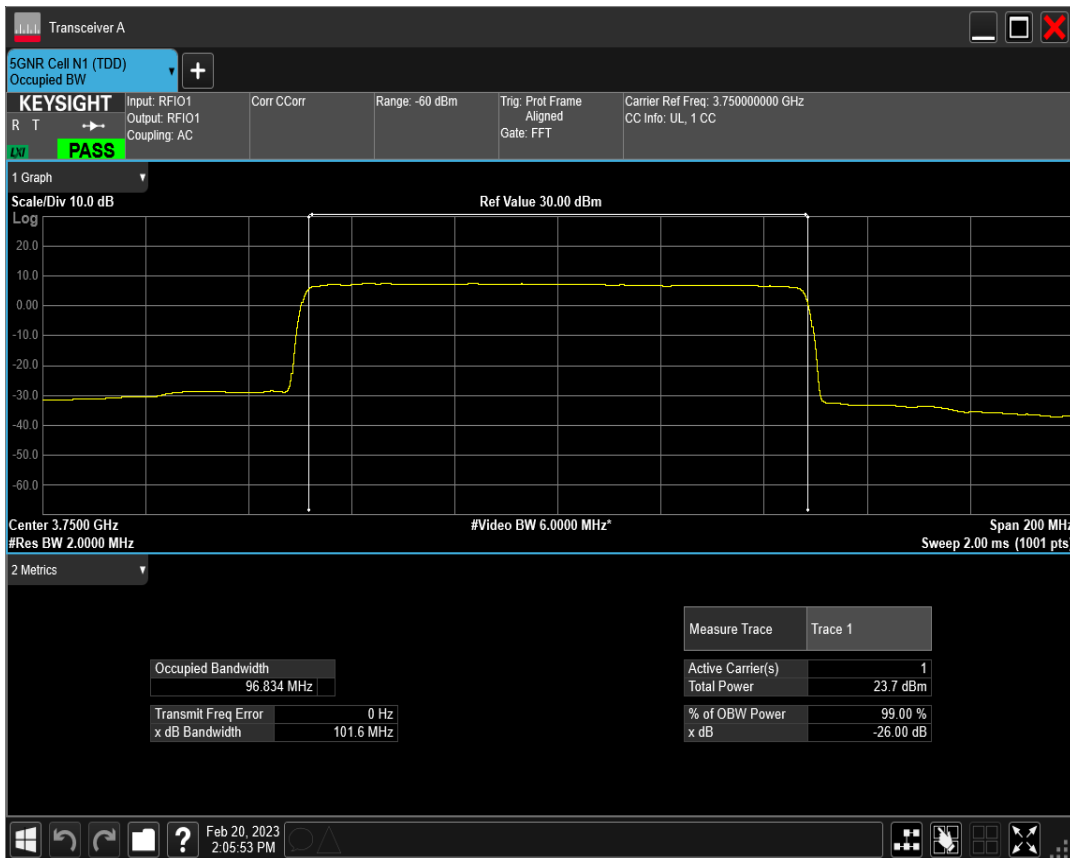 Transceiver A
5GNR Cell N1 (TDD)
Occupied BW
+
KEYSIGHT
R T
LXI
PASS
Input: RFIO1
Output: RFIO1
Coupling: AC
Corr CCorr
Range: -60 dBm
Trig: Prot Frame
Aligned
Gate: FFT
Carrier Ref Freq: 3.750000000 GHz
CC Info: UL, 1 CC
1 Graph
Scale/Div 10.0 dB
Ref Value 30.00 dBm
Log
20.0
10.0
0.00
-10.0
-20.0
-30.0
-40.0
-50.0
-60.0
Center 3.7500 GHz
#Video BW 6.0000 MHz*
Span 200 MHz
#Res BW 2.0000 MHz
Sweep 2.00 ms (1001 pts)
2 Metrics
Measure Trace Trace 1
Occupied Bandwidth
96.834 MHz
Active Carrier(s) 1
Total Power 23.7 dBm
Transmit Freq Error 0 Hz
x dB Bandwidth 101.6 MHz
% of OBW Power 99.00 %
x dB -26.00 dB
?
Feb 20, 2023
2:05:53 PM